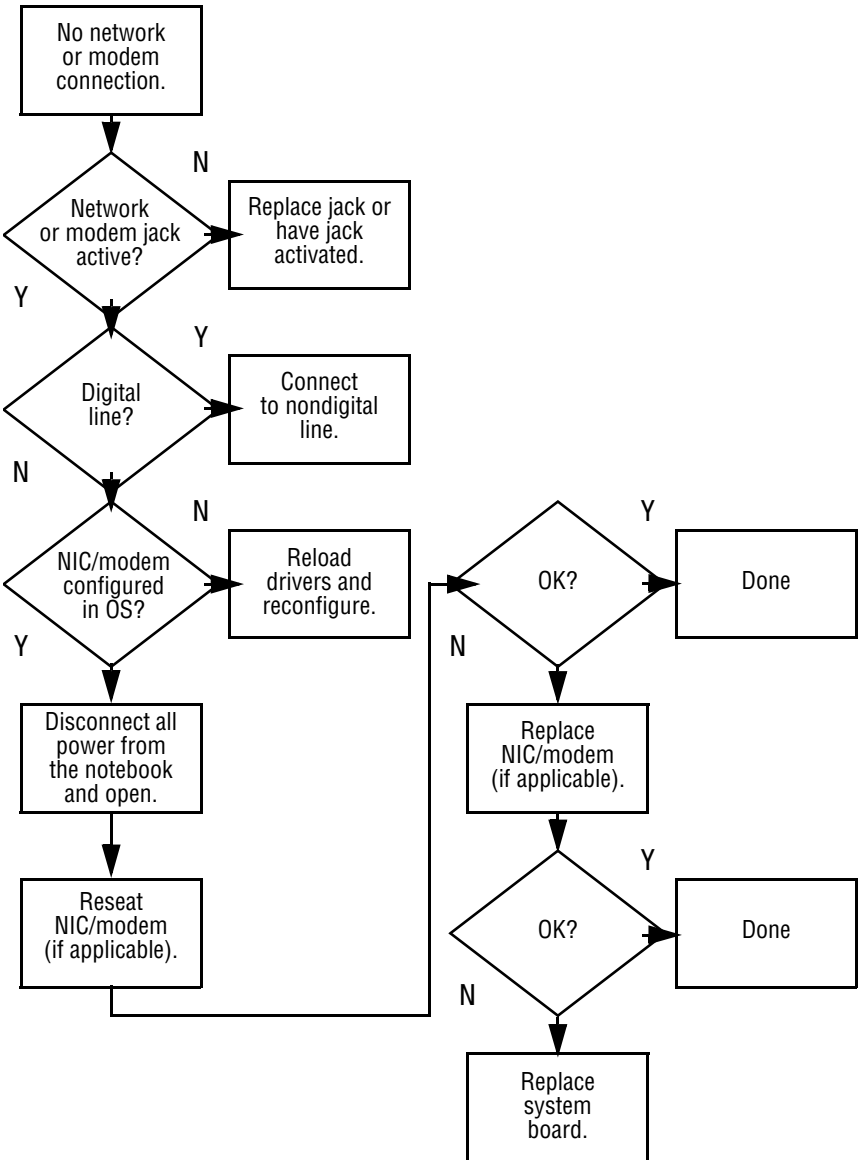 No network
or modem
connection.
N
Network
or modem jack
active?
Replace jack or
have jack
activated.
Y
Y
Digital
line?
Connect
to nondigital
line.
N
N
NIC/modem
configured
in OS?
Reload
drivers and
reconfigure.
Y
Disconnect all
power from
the notebook
and open.
Reseat
NIC/modem
(if applicable).
Y
OK?
Done
N
Replace
NIC/modem
(if applicable).
Y
OK?
Done
N
Replace
system
board.